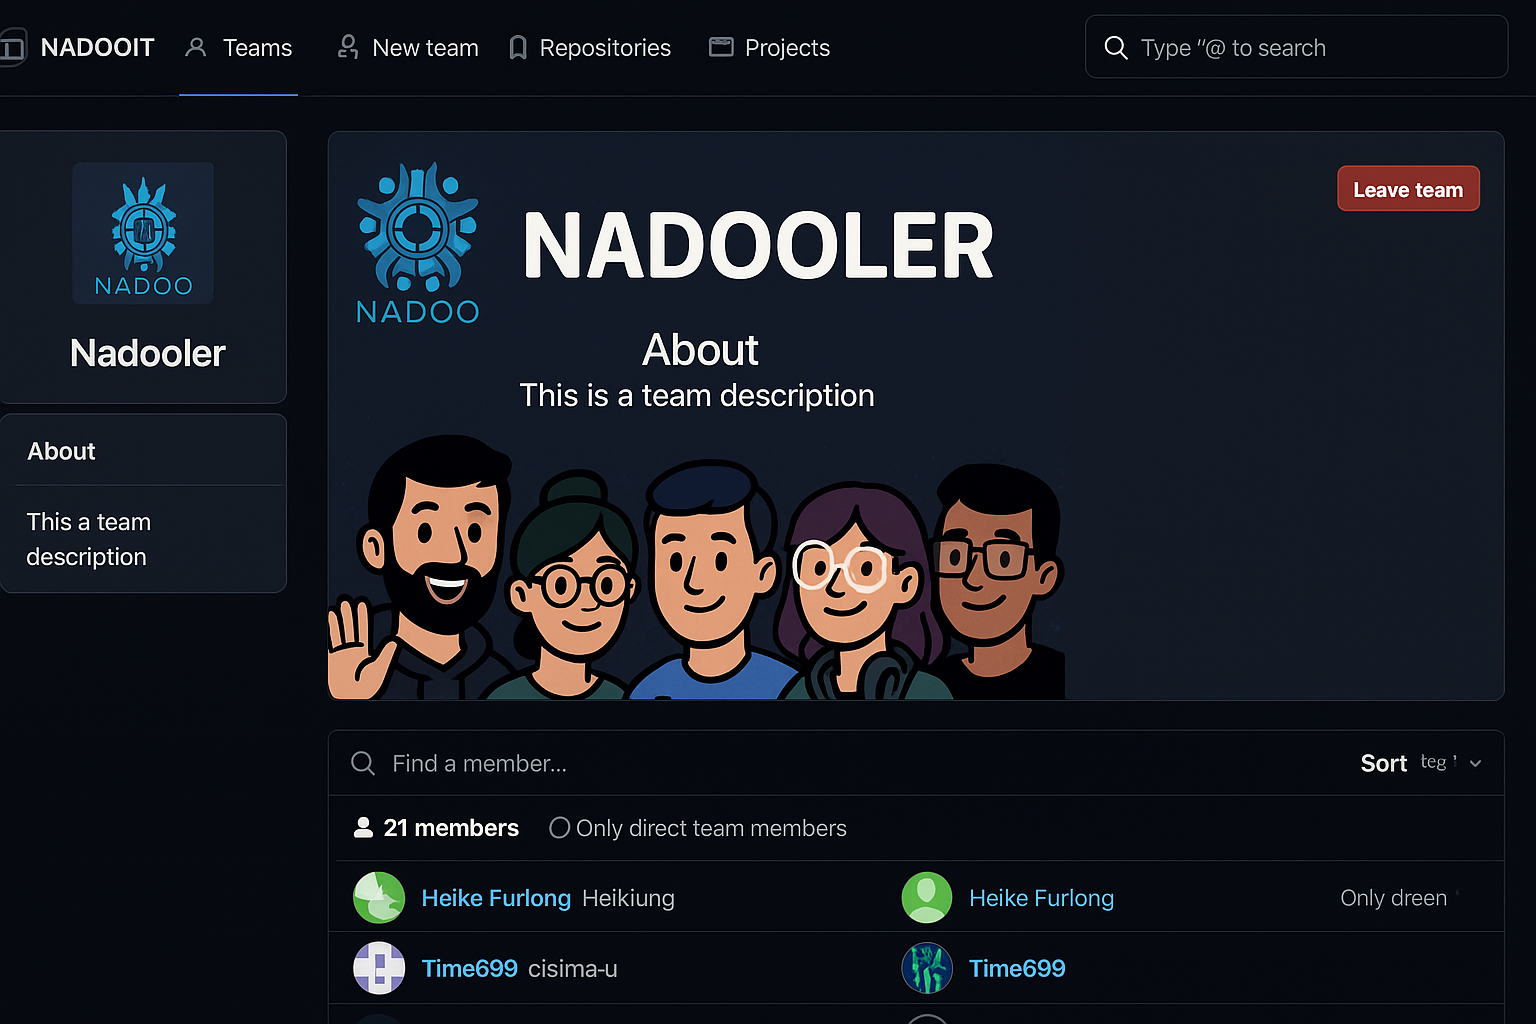 NADOOIT Teams New team Repositories Projects Type “@ to search
NADOO
Nadooler
About
This a team
description
NADOO
NADOOLER
Leave team
About
This is a team description
Find a member... Sort teg '
21 members Only direct team members
Heike Furlong Heikiung Heike Furlong Only dreen
Time699 cisima-u Time699